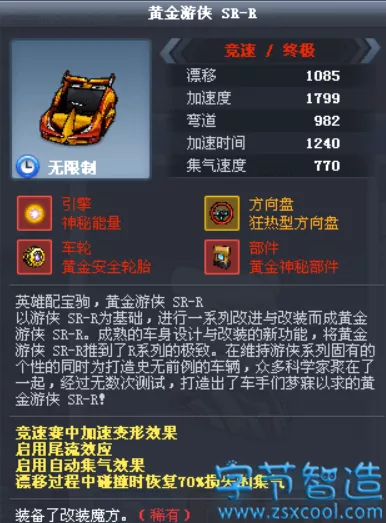 黄金游侠 SR-R
竞速 / 终极
漂移 1085
加速度 1799
弯道 982
加速时间 1240
集气速度 770
无限制
引擎
神秘能量
方向盘
狂热型方向盘
车轮
黄金安全轮胎
部件
黄金神秘部件
英雄配宝驹,黄金游侠 SR-R
以游侠 SR-R为基础,进行一系列改进与改装而成黄金游
侠 SR-R。成熟的车身设计与改装的新功能,将黄金游
侠 SR-R推到了R系列的极致。在维持游侠系列固有的
个性的同时为打造史无前例的车辆,众多科学家聚在了
一起,经过无数次测试,打造出了车手们梦寐以求的黄
金游侠 SR-R!
竞速赛中加速变形效果
启用尾流效应
启用自动集气效果
漂移过程中碰撞时恢复70%损失的集气
装备了改装魔方。(稀有)
字节智造
www.zsxcool.com